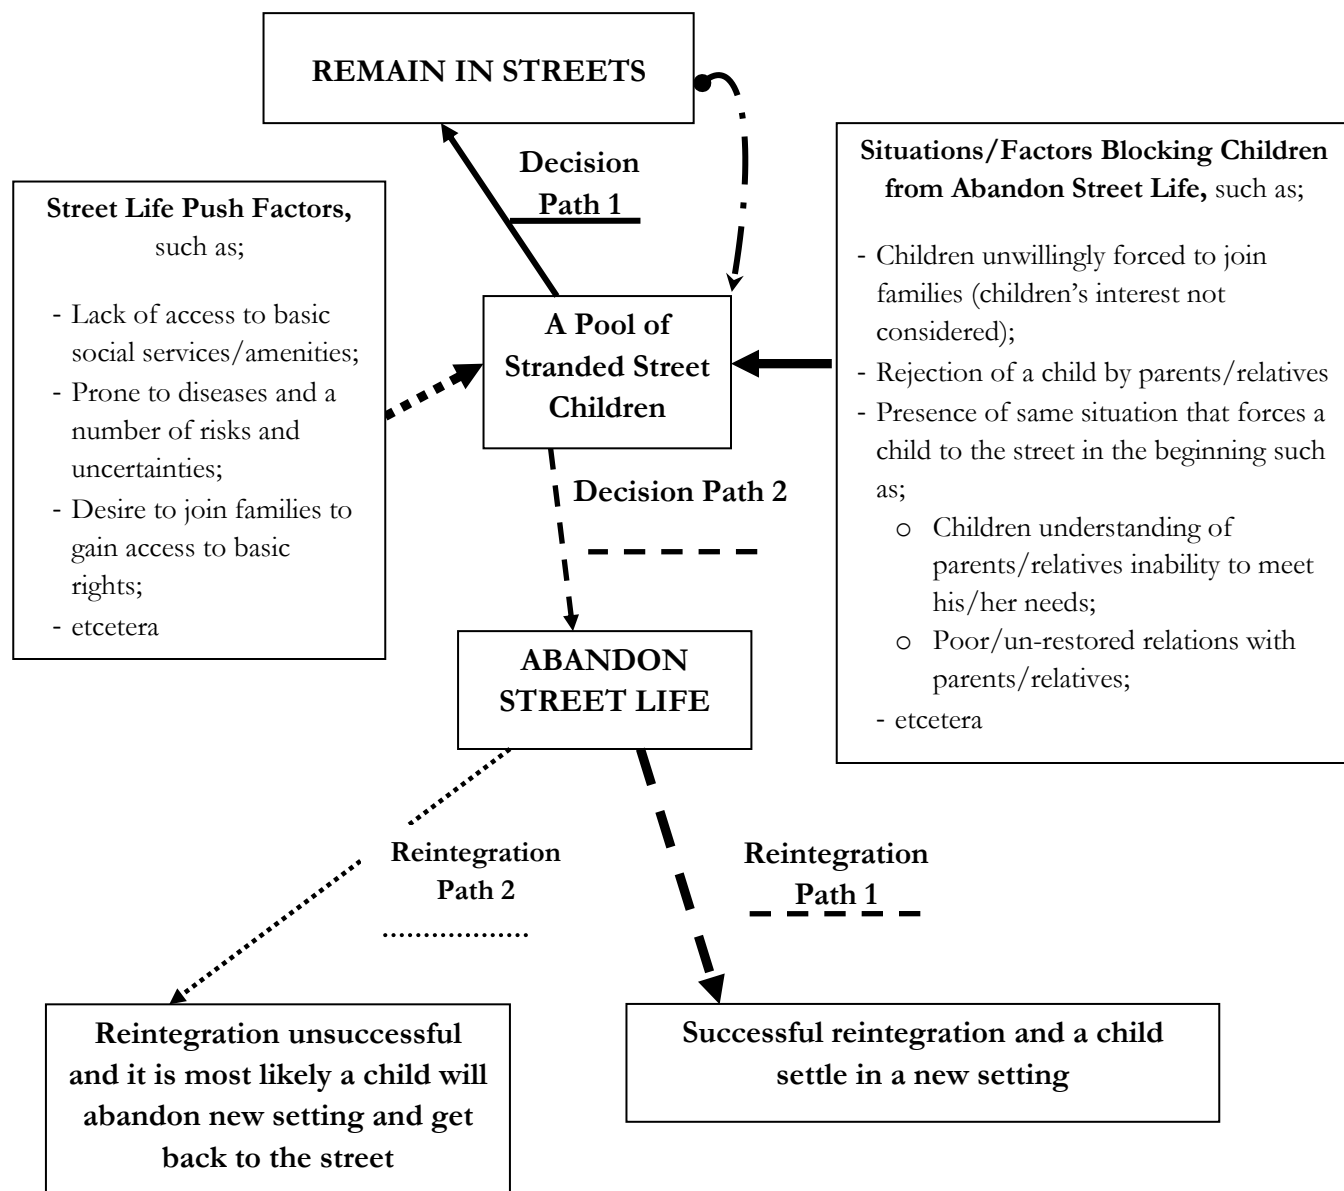 REMAIN IN STREETS
Decision
Path 1
Street Life Push Factors,
such as;
- Lack of access to basic
social services/amenities;
- Prone to diseases and a
number of risks and
uncertainties;
- Desire to join families to
gain access to basic
rights;
- etcetera
A Pool of
Stranded Street
Children
Situations/Factors Blocking Children
from Abandon Street Life, such as;
- Children unwillingly forced to join
families (children’s interest not
considered);
- Rejection of a child by parents/relatives
- Presence of same situation that forces a
child to the street in the beginning such
as;
o Children understanding of
parents/relatives inability to meet
his/her needs;
o Poor/un-restored relations with
parents/relatives;
- etcetera
Decision Path 2
ABANDON
STREET LIFE
Reintegration
Path 2
Reintegration
Path 1
Reintegration unsuccessful
and it is most likely a child will
abandon new setting and get
back to the street
Successful reintegration and a child
settle in a new setting